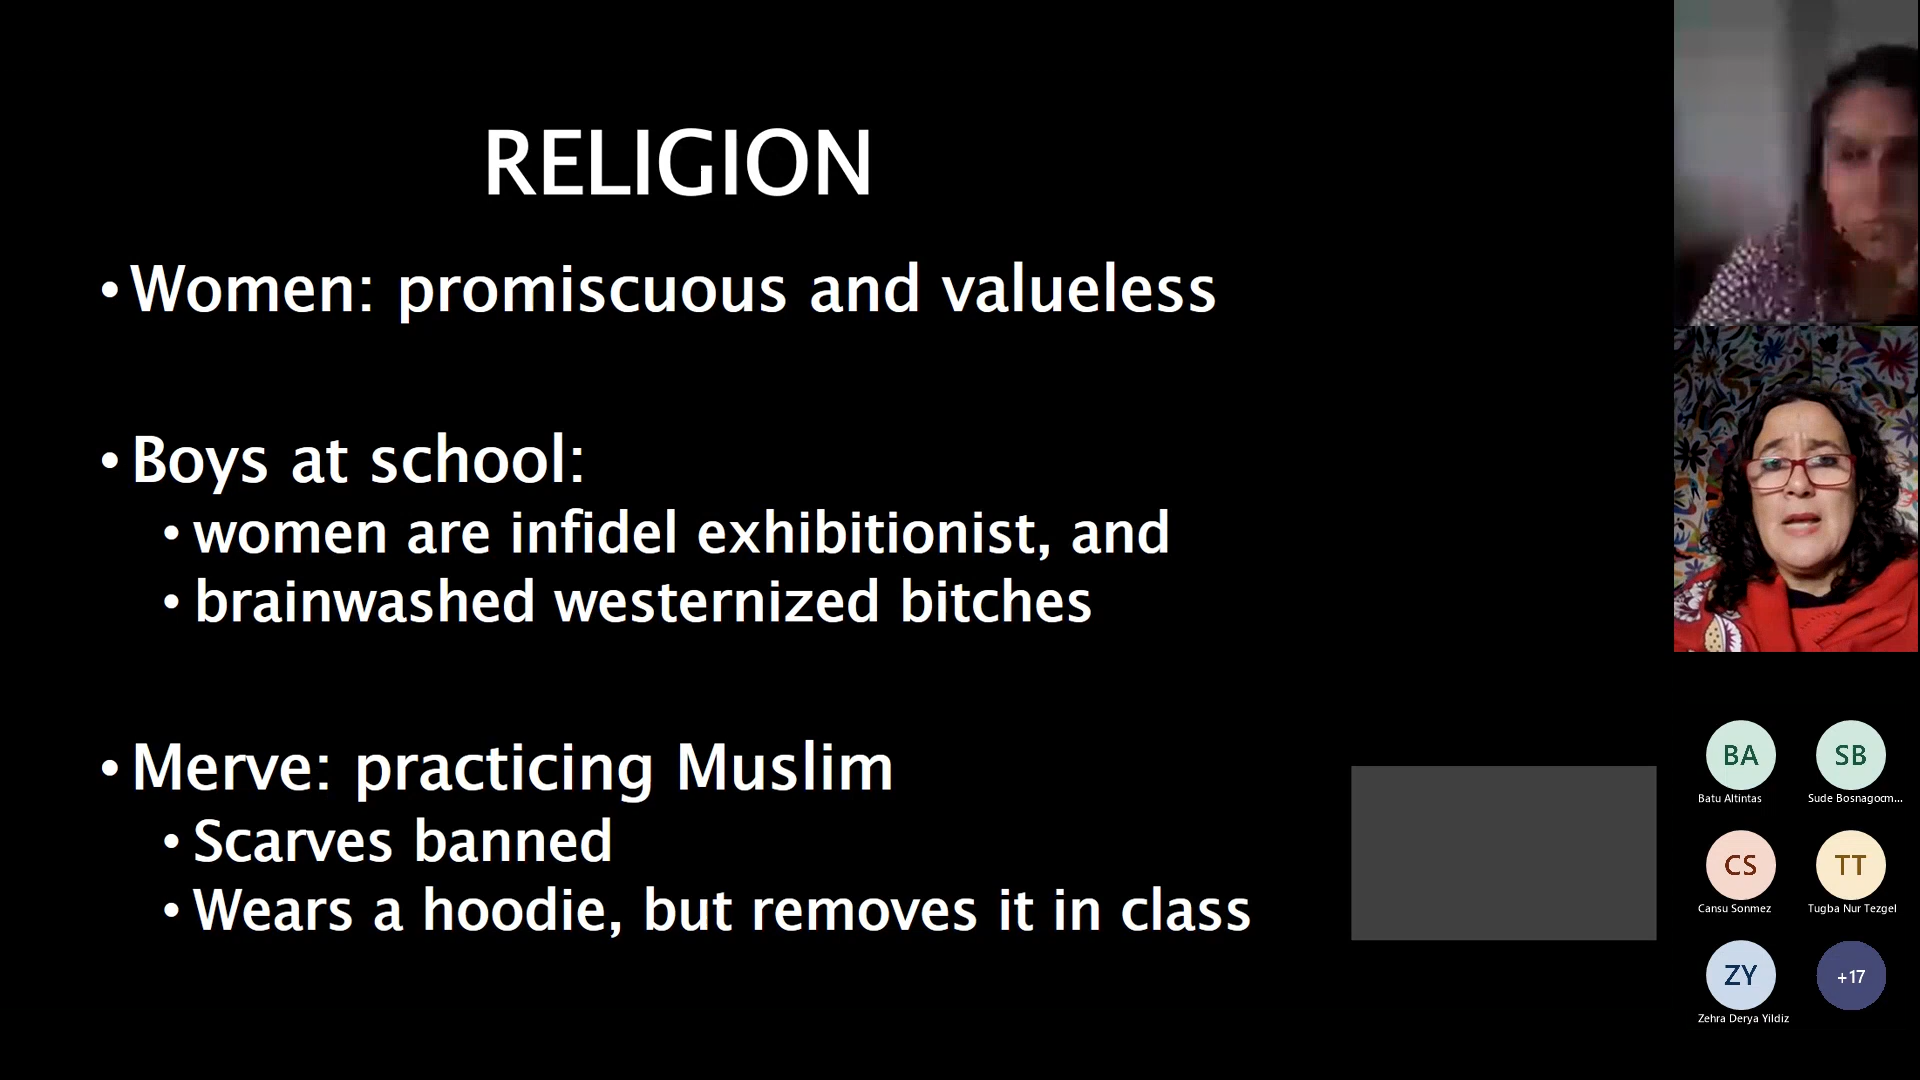 RELIGION
• Women: promiscuous and valueless
• Boys at school:
• women are infidel exhibitionist, and
• brainwashed westernized bitches
• Merve: practicing Muslim
• Scarves banned
• Wears a hoodie, but removes it in class
BA
SB
Batu Altintas
Sude Bosnagocm...
CS
TT
Cansu Sonmez
Tugba Nur Tezgel
ZY
+17
Zehra Derya Yildiz